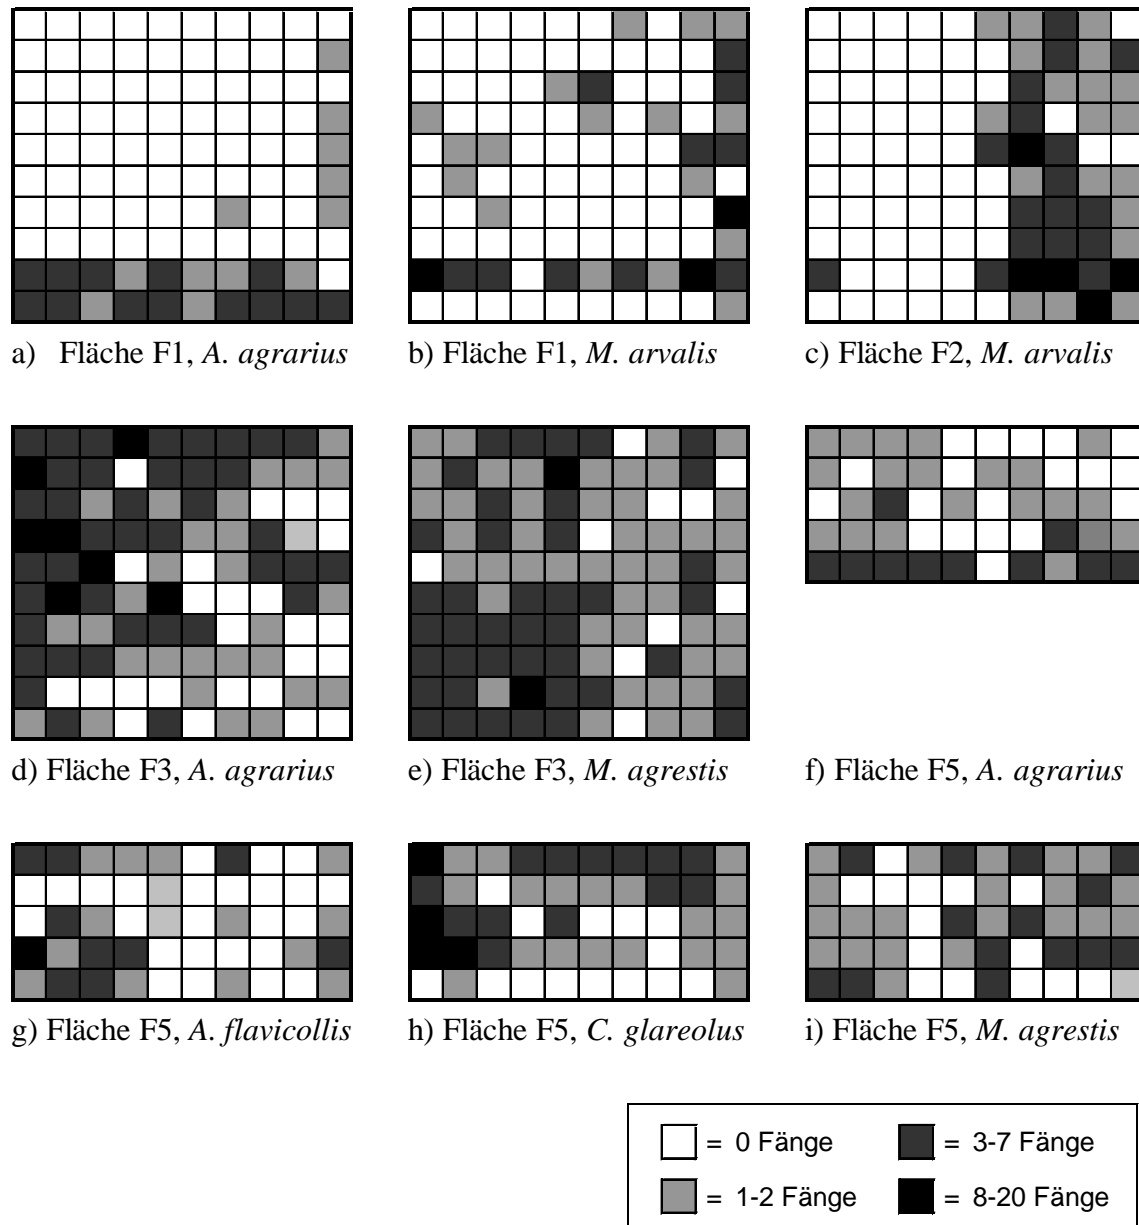 a) Fläche F1, A. agrarius b) Fläche F1, M. arvalis c) Fläche F2, M. arvalis
d) Fläche F3, A. agrarius e) Fläche F3, M. agrestis f) Fläche F5, A. agrarius
g) Fläche F5, A. flavicollis h) Fläche F5, C. glareolus i) Fläche F5, M. agrestis
= 0 Fänge = 3-7 Fänge
= 1-2 Fänge = 8-20 Fänge